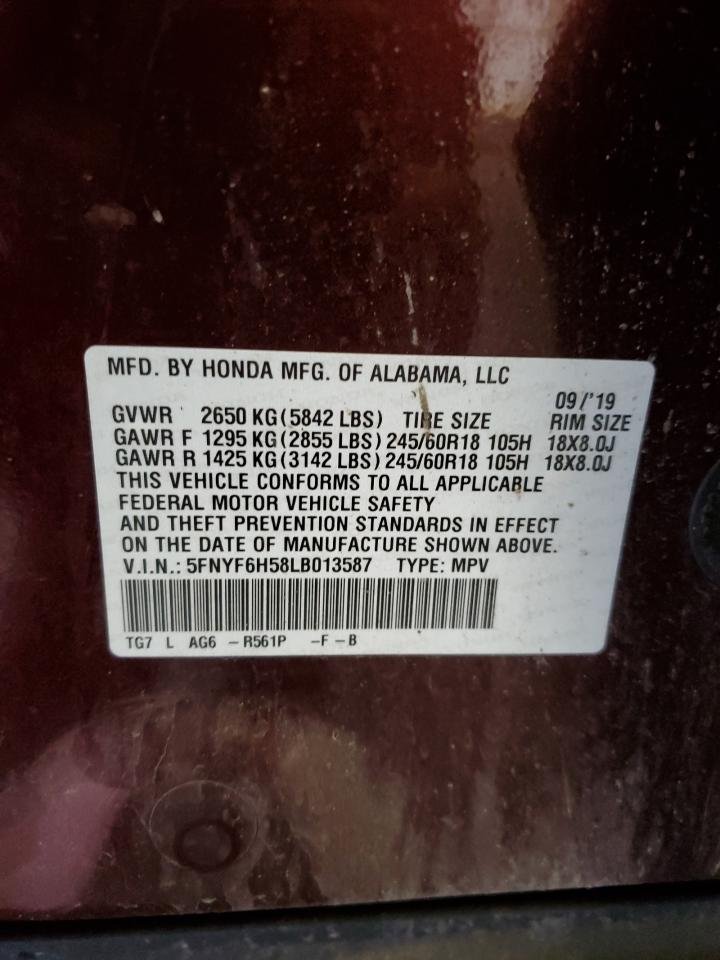 MFD. BY HONDA MFG. OF ALABAMA, LLC
09/'19
GVWR 2650 KG(5842 LBS) TIRE SIZE RIM SIZE
GAWR F 1295 KG(2855 LBS) 245/60R18 105H 18X8.0J
GAWR R 1425 KG(3142 LBS) 245/60R18 105H 18X8.0J
THIS VEHICLE CONFORMS TO ALL APPLICABLE
FEDERAL MOTOR VEHICLE SAFETY
AND THEFT PREVENTION STANDARDS IN EFFECT
ON THE DATE OF MANUFACTURE SHOWN ABOVE.
V.I.N.: 5FNYF6H58LB013587 TYPE: MPV
TG7 L AG6 -R561P -F-B